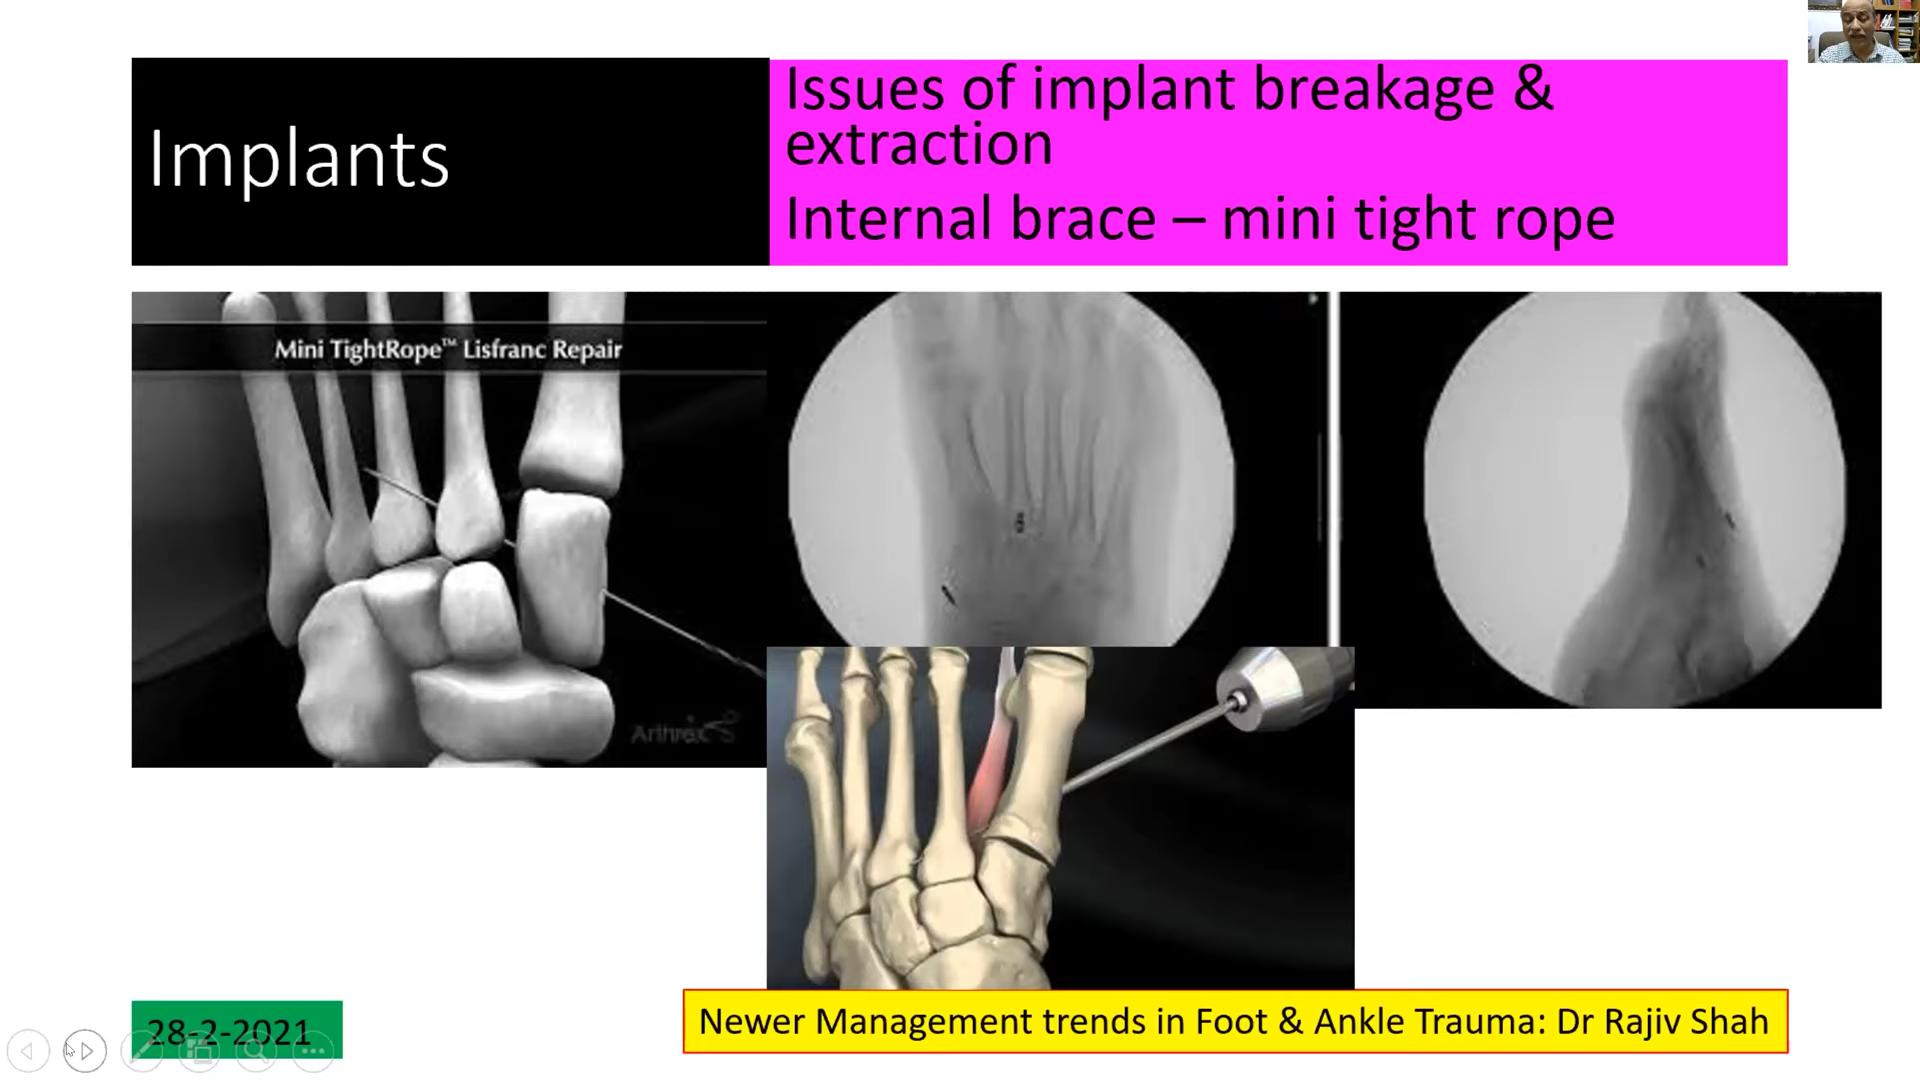 Implants
Issues of implant breakage &
extraction
Internal brace – mini tight rope
Mini TightRope™ Lisfranc Repair
Arthrex
28-2-2021
Newer Management trends in Foot & Ankle Trauma: Dr Rajiv Shah